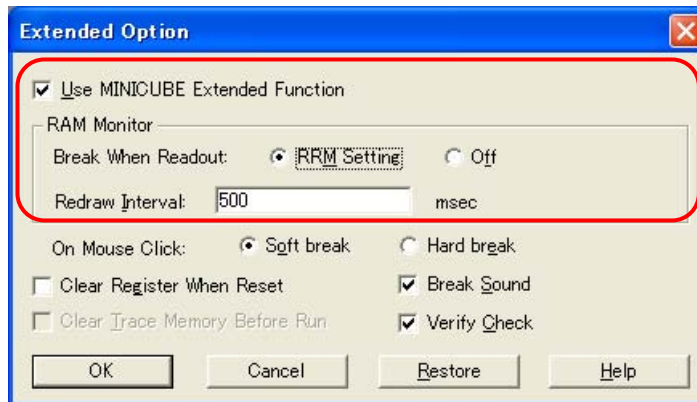 Extended Option
Use MINICUBE Extended Function
RAM Monitor
Break When Readout: RRM Setting Off
Redraw Interval: 500 msec
On Mouse Click: Soft break Hard break
Clear Register When Reset Break Sound
Clear Trace Memory Before Run Verify Check
OK Cancel Restore Help